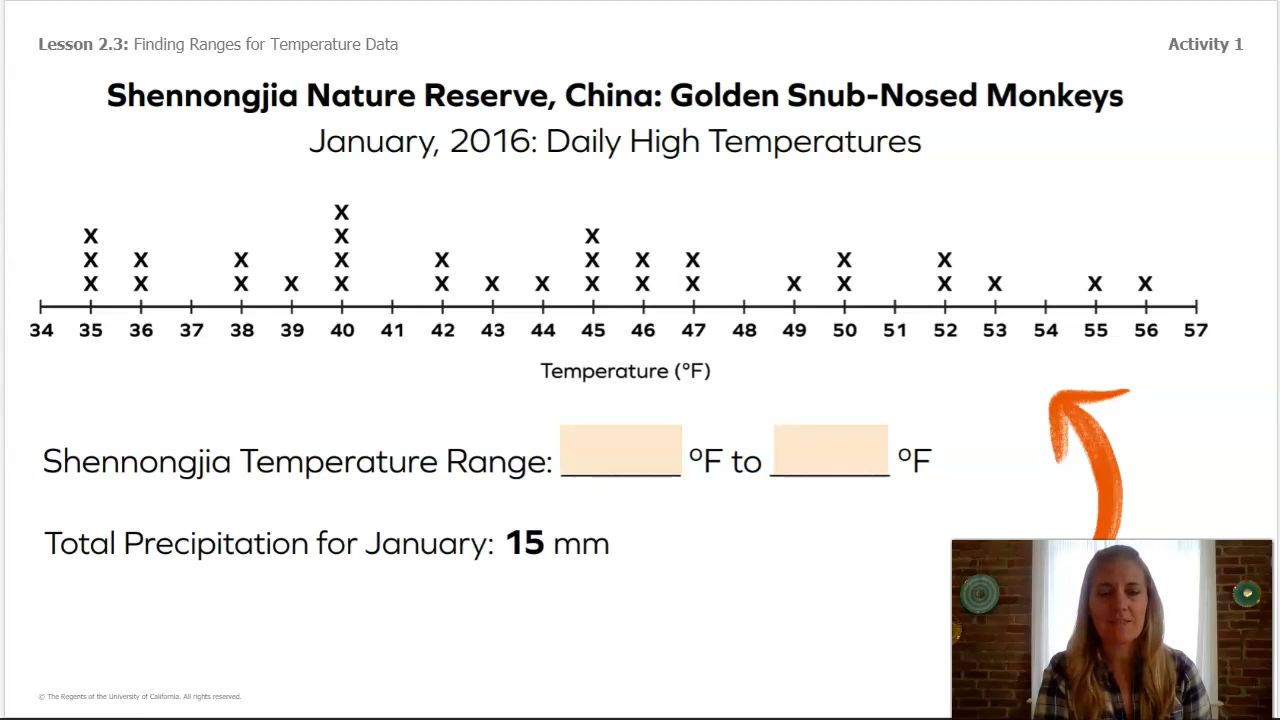 Lesson 2.3: Finding Ranges for Temperature Data
Activity 1
Shennongjia Nature Reserve, China: Golden Snub-Nosed Monkeys
January, 2016: Daily High Temperatures
X
X X X
X X X X X X X X X X
X X X X X X X X X X X X X X X X X
34 35 36 37 38 39 40 41 42 43 44 45 46 47 48 49 50 51 52 53 54 55 56 57
Temperature (°F)
Shennongjia Temperature Range: ________ °F to ________ °F
Total Precipitation for January: 15 mm
© The Regents of the University of California. All rights reserved.